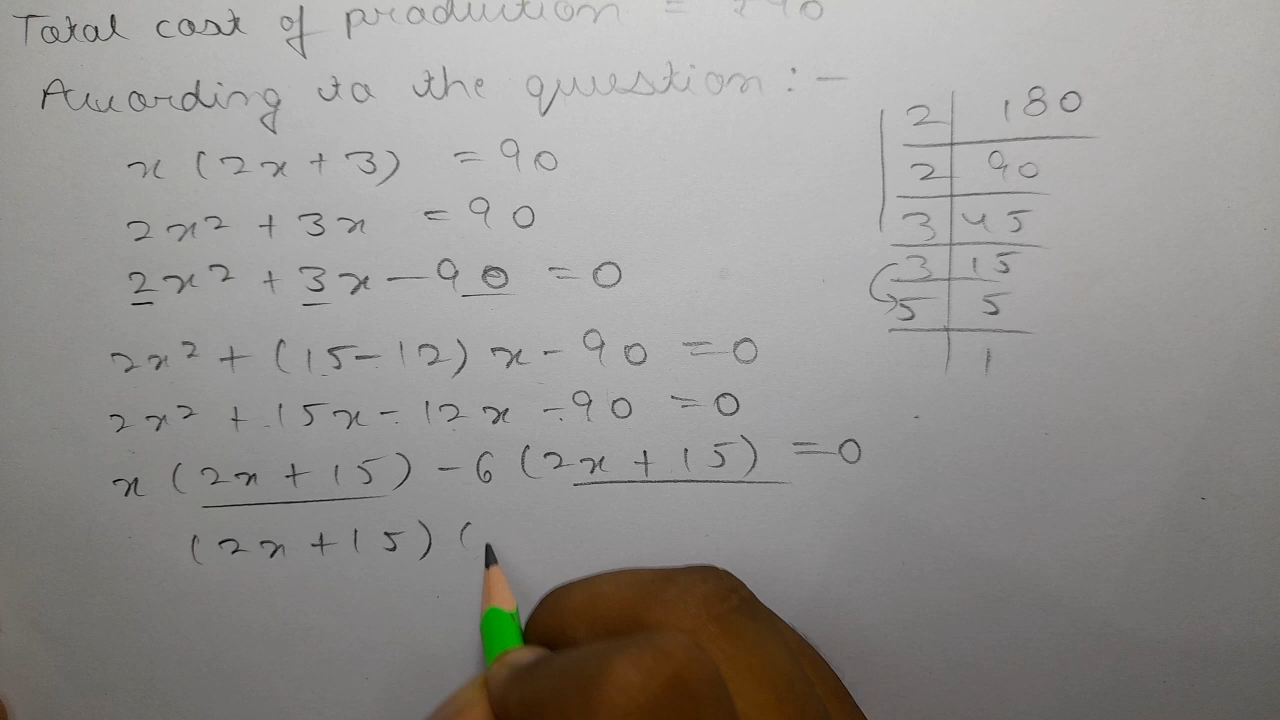 Total cost of production = ₹90
According to the question :-
x (2x + 3) = 90
2x² + 3x = 90
2x² + 3x - 90 = 0
2x² + (15 - 12) x - 90 = 0
2x² + 15x - 12x - 90 = 0
x (2x + 15) - 6 (2x + 15) = 0
(2x + 15) (
2 180
2 90
3 45
3 15
5 5
1